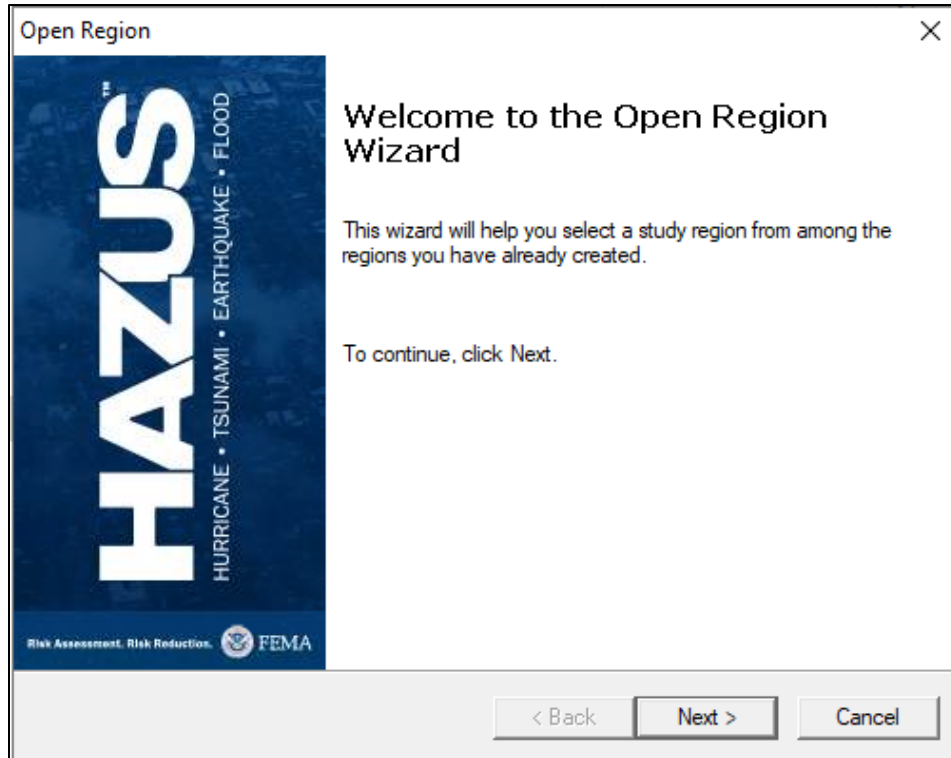 Open Region
HAZUS™
HURRICANE • TSUNAMI • EARTHQUAKE • FLOOD
Risk Assessment. Risk Reduction. FEMA
Welcome to the Open Region
Wizard
This wizard will help you select a study region from among the
regions you have already created.
To continue, click Next.
< Back
Next >
Cancel